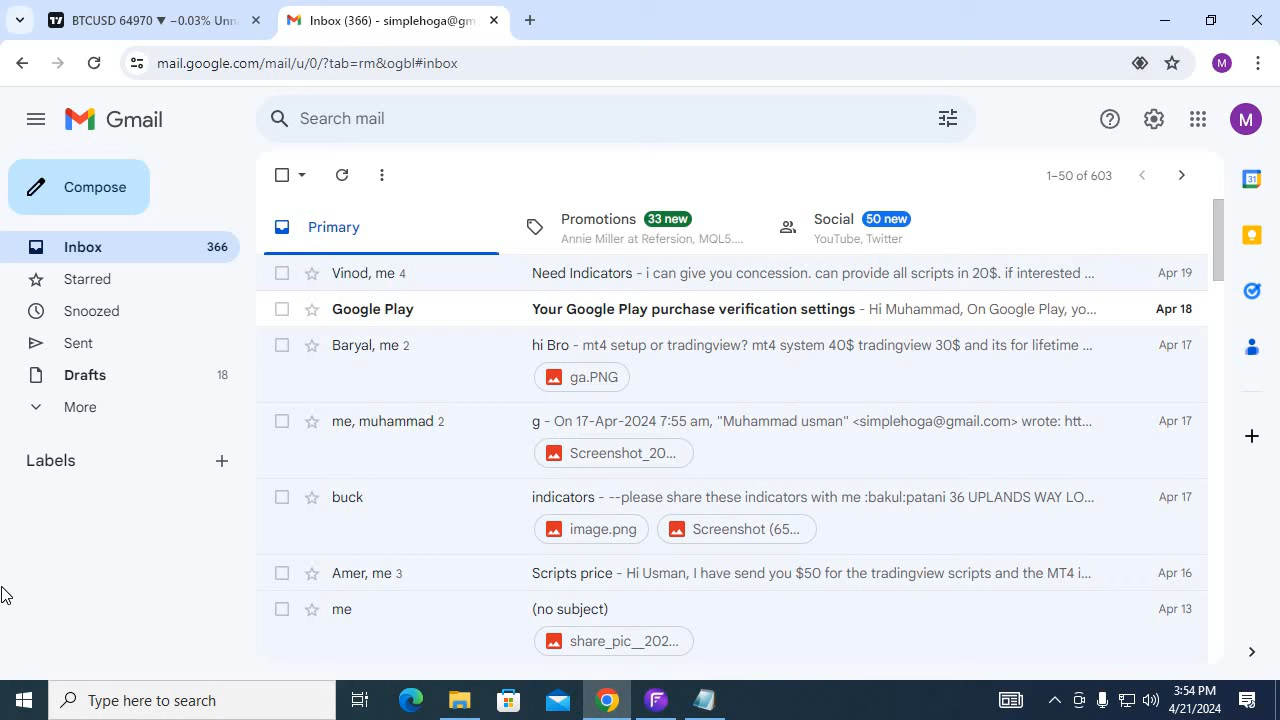 BTCUSD 64970 ▼ −0.03% Unn
Inbox (366) - simplehoga@gm
mail.google.com/mail/u/0/?tab=rm&ogbl#inbox
M
Gmail
Search mail
M
Compose
1–50 of 603
Inbox 366
Starred
Snoozed
Sent
Drafts 18
More
Labels
Primary
Promotions 33 new
Annie Miller at Refersion, MQL5....
Social 50 new
YouTube, Twitter
Vinod, me 4 Need Indicators - i can give you concession. can provide all scripts in 20$. if interested ... Apr 19
Google Play Your Google Play purchase verification settings - Hi Muhammad, On Google Play, yo... Apr 18
Baryal, me 2 hi Bro - mt4 setup or tradingview? mt4 system 40$ tradingview 30$ and its for lifetime ... Apr 17
ga.PNG
me, muhammad 2 g - On 17-Apr-2024 7:55 am, "Muhammad usman" <simplehoga@gmail.com> wrote: htt... Apr 17
Screenshot_20...
buck indicators - --please share these indicators with me :bakul:patani 36 UPLANDS WAY LO... Apr 17
image.png Screenshot (65...
Amer, me 3 Scripts price - Hi Usman, I have send you $50 for the tradingview scripts and the MT4 i... Apr 16
me (no subject) Apr 13
share_pic__202...
31
Type here to search
3:54 PM
4/21/2024